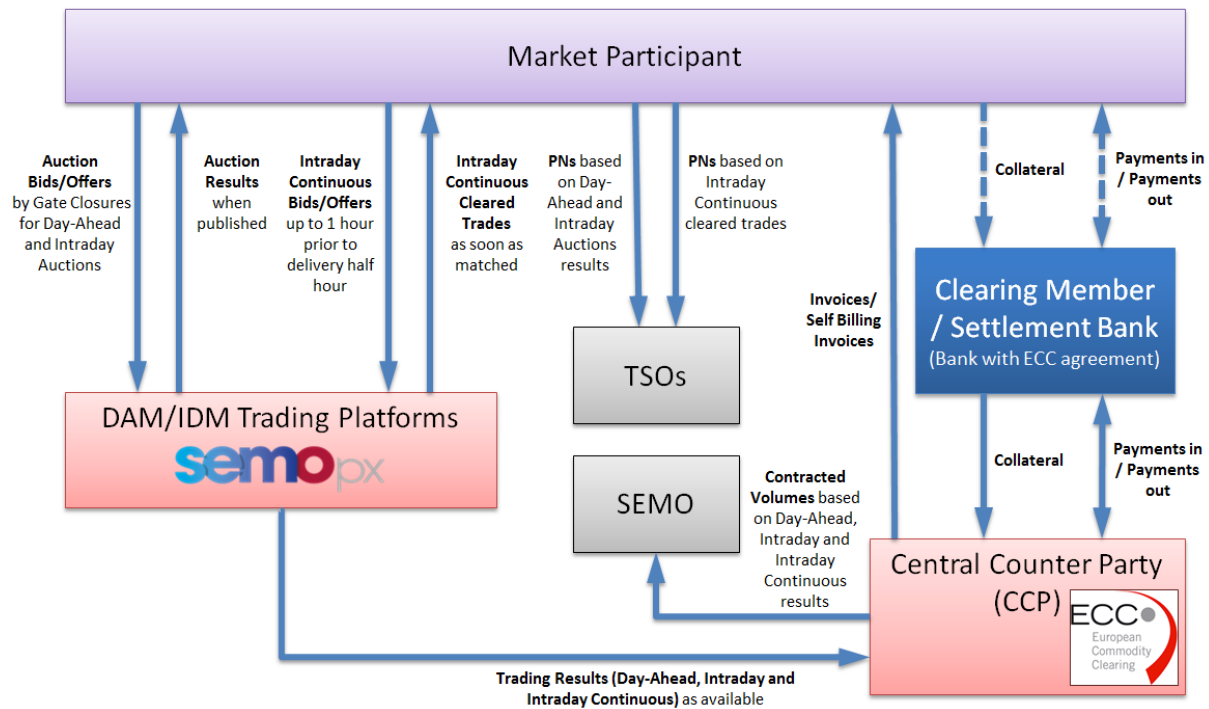 Market Participant
Auction
Bids/Offers
by Gate Closures
for Day-Ahead
and Intraday
Auctions
Auction
Results
when
published
Intraday
Continuous
Bids/Offers
up to 1 hour
prior to
delivery half
hour
Intraday
Continuous
Cleared
Trades
as soon as
matched
PNs based
on Day-
Ahead and
Intraday
Auctions
results
PNs based on
Intraday
Continuous
cleared trades
Invoices/
Self Billing
Invoices
Collateral
Payments in
/ Payments
out
Clearing Member
/ Settlement Bank
(Bank with ECC agreement)
TSOs
DAM/IDM Trading Platforms
semopx
SEMO
Contracted
Volumes based
on Day-Ahead,
Intraday and
Intraday
Continuous
results
Collateral
Payments in
/ Payments
out
Central Counter Party
(CCP)
ECC
European
Commodity
Clearing
Trading Results (Day-Ahead, Intraday and
Intraday Continuous) as available